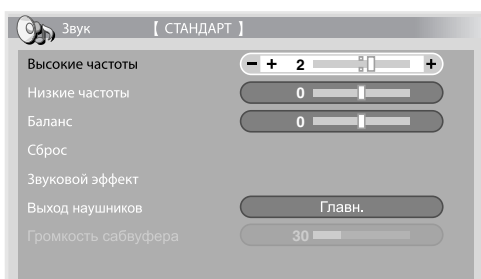 Звук 【 СТАНДАРТ 】
Высокие частоты − + 2 +
Низкие частоты 0
Баланс 0
Сброс
Звуковой эффект
Выход наушников Главн.
Громкость сабвуфера 30